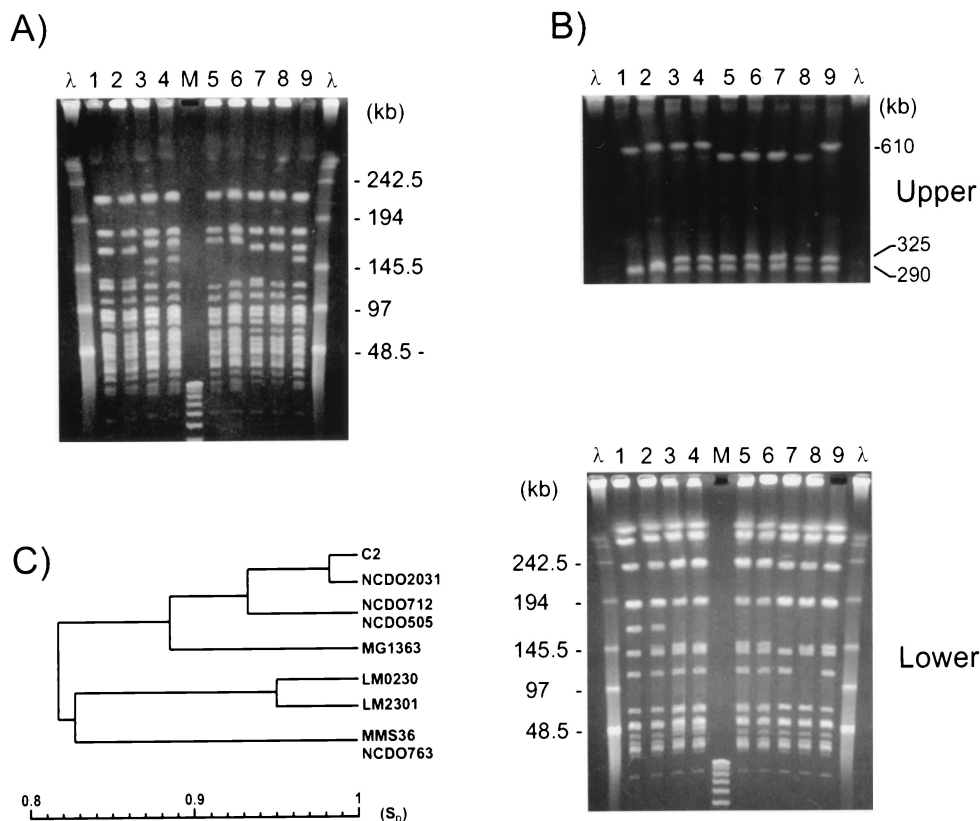 A)
λ 1 2 3 4 M 5 6 7 8 9 λ
(kb)
- 242.5
- 194
- 145.5
- 97
- 48.5 -
B)
λ 1 2 3 4 5 6 7 8 9 λ
(kb)
-610
Upper
325
290
λ 1 2 3 4 M 5 6 7 8 9 λ
(kb)
242.5 -
194 -
145.5 -
97 -
48.5 -
Lower
C)
C2
NCDO2031
NCDO712
NCDO505
MG1363
LM0230
LM2301
MMS36
NCDO763
0.8 0.9 1
(S_D)